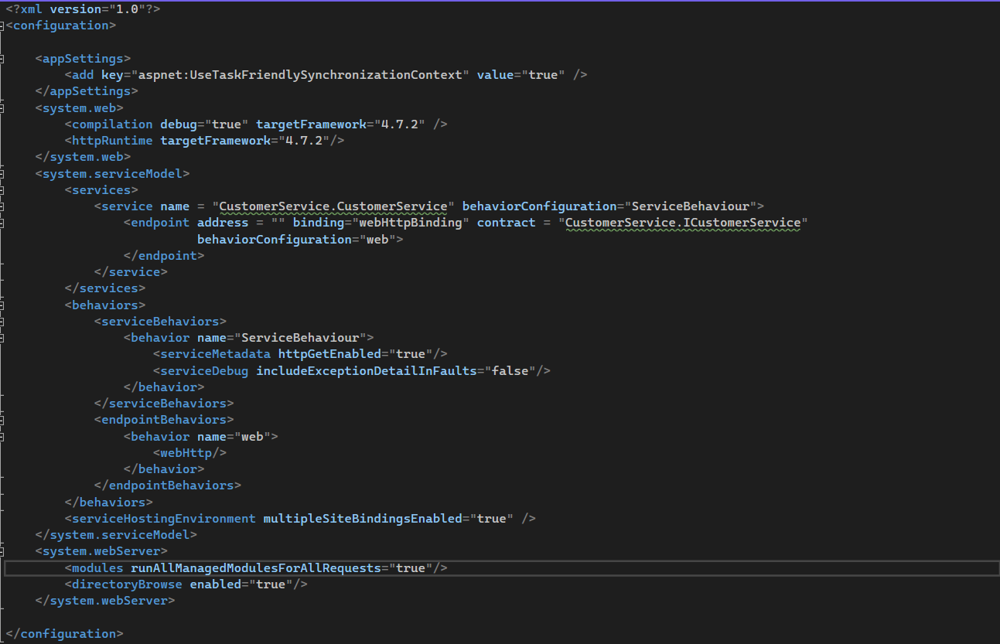 <?xml version="1.0"?>
<configuration>

    <appSettings>
        <add key="aspnet:UseTaskFriendlySynchronizationContext" value="true" />
    </appSettings>
    <system.web>
        <compilation debug="true" targetFramework="4.7.2" />
        <httpRuntime targetFramework="4.7.2"/>
    </system.web>
    <system.serviceModel>
        <services>
            <service name = "CustomerService.CustomerService" behaviorConfiguration="ServiceBehaviour">
                <endpoint address = "" binding="webHttpBinding" contract = "CustomerService.ICustomerService"
                          behaviorConfiguration="web">
                </endpoint>
            </service>
        </services>
        <behaviors>
            <serviceBehaviors>
                <behavior name="ServiceBehaviour">
                    <serviceMetadata httpGetEnabled="true"/>
                    <serviceDebug includeExceptionDetailInFaults="false"/>
                </behavior>
            </serviceBehaviors>
            <endpointBehaviors>
                <behavior name="web">
                    <webHttp/>
                </behavior>
            </endpointBehaviors>
        </behaviors>
        <serviceHostingEnvironment multipleSiteBindingsEnabled="true" />
    </system.serviceModel>
    <system.webServer>
        <modules runAllManagedModulesForAllRequests="true"/>
        <directoryBrowse enabled="true"/>
    </system.webServer>

</configuration>